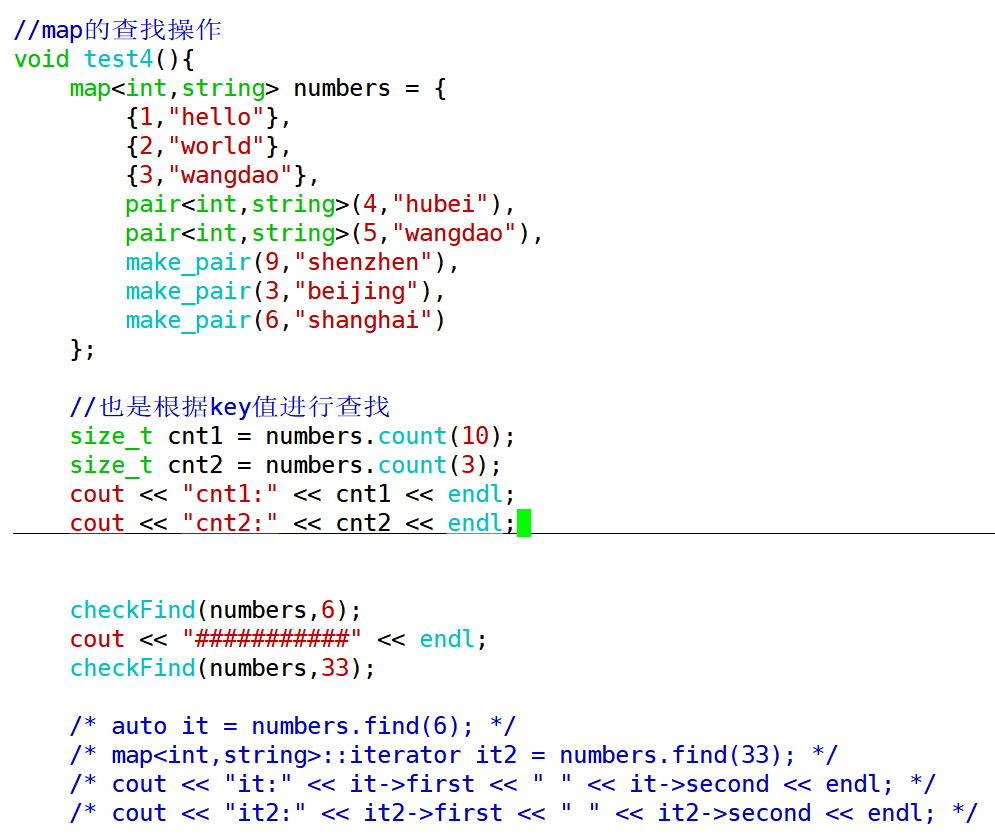 //map的查找操作
void test4(){
    map<int,string> numbers = {
        {1,"hello"},
        {2,"world"},
        {3,"wangdao"},
        pair<int,string>(4,"hubei"),
        pair<int,string>(5,"wangdao"),
        make_pair(9,"shenzhen"),
        make_pair(3,"beijing"),
        make_pair(6,"shanghai")
    };
    //也是根据key值进行查找
    size_t cnt1 = numbers.count(10);
    size_t cnt2 = numbers.count(3);
    cout << "cnt1:" << cnt1 << endl;
    cout << "cnt2:" << cnt2 << endl;
    checkFind(numbers,6);
    cout << "###########" << endl;
    checkFind(numbers,33);
    /* auto it = numbers.find(6); */
    /* map<int,string>::iterator it2 = numbers.find(33); */
    /* cout << "it:" << it->first << " " << it->second << endl; */
    /* cout << "it2:" << it2->first << " " << it2->second << endl; */